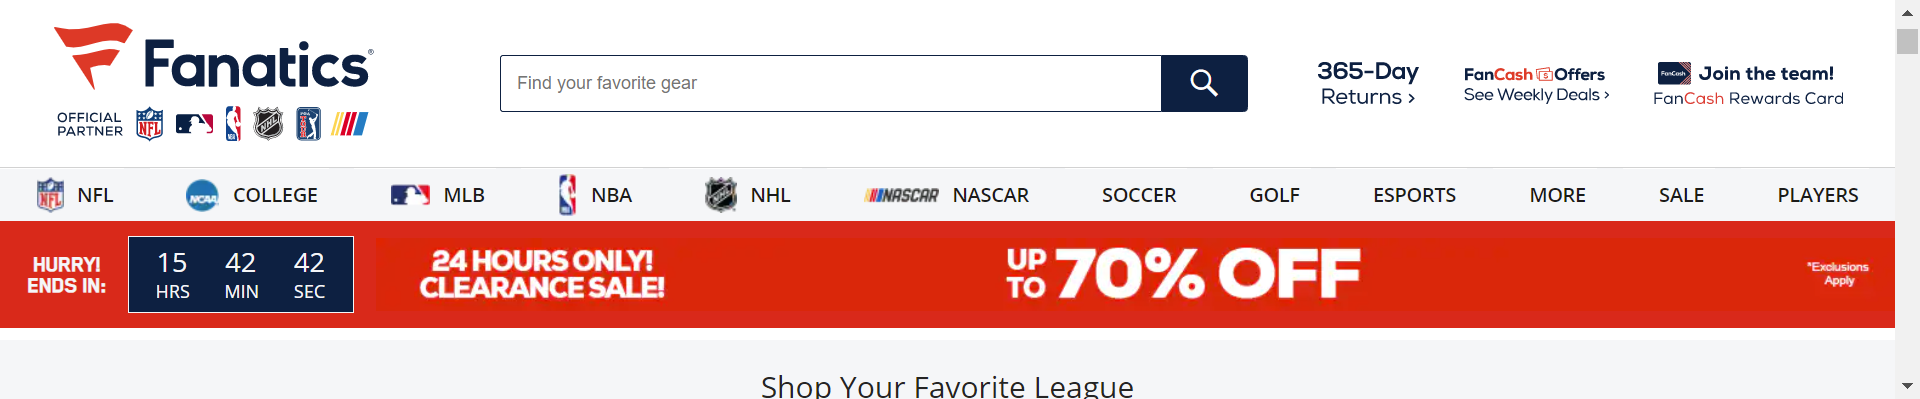 Fanatics
OFFICIAL
PARTNER
Find your favorite gear
365-Day
Returns >
FanCash Offers
See Weekly Deals >
FanCash
Join the team!
FanCash Rewards Card
NFL
COLLEGE
MLB
NBA
NHL
NASCAR
NASCAR
SOCCER
GOLF
ESPORTS
MORE
SALE
PLAYERS
HURRY!
ENDS IN:
15 42 42
HRS MIN SEC
24 HOURS ONLY!
CLEARANCE SALE!
UP
TO
70% OFF
*Exclusions
Apply
Shop Your Favorite League